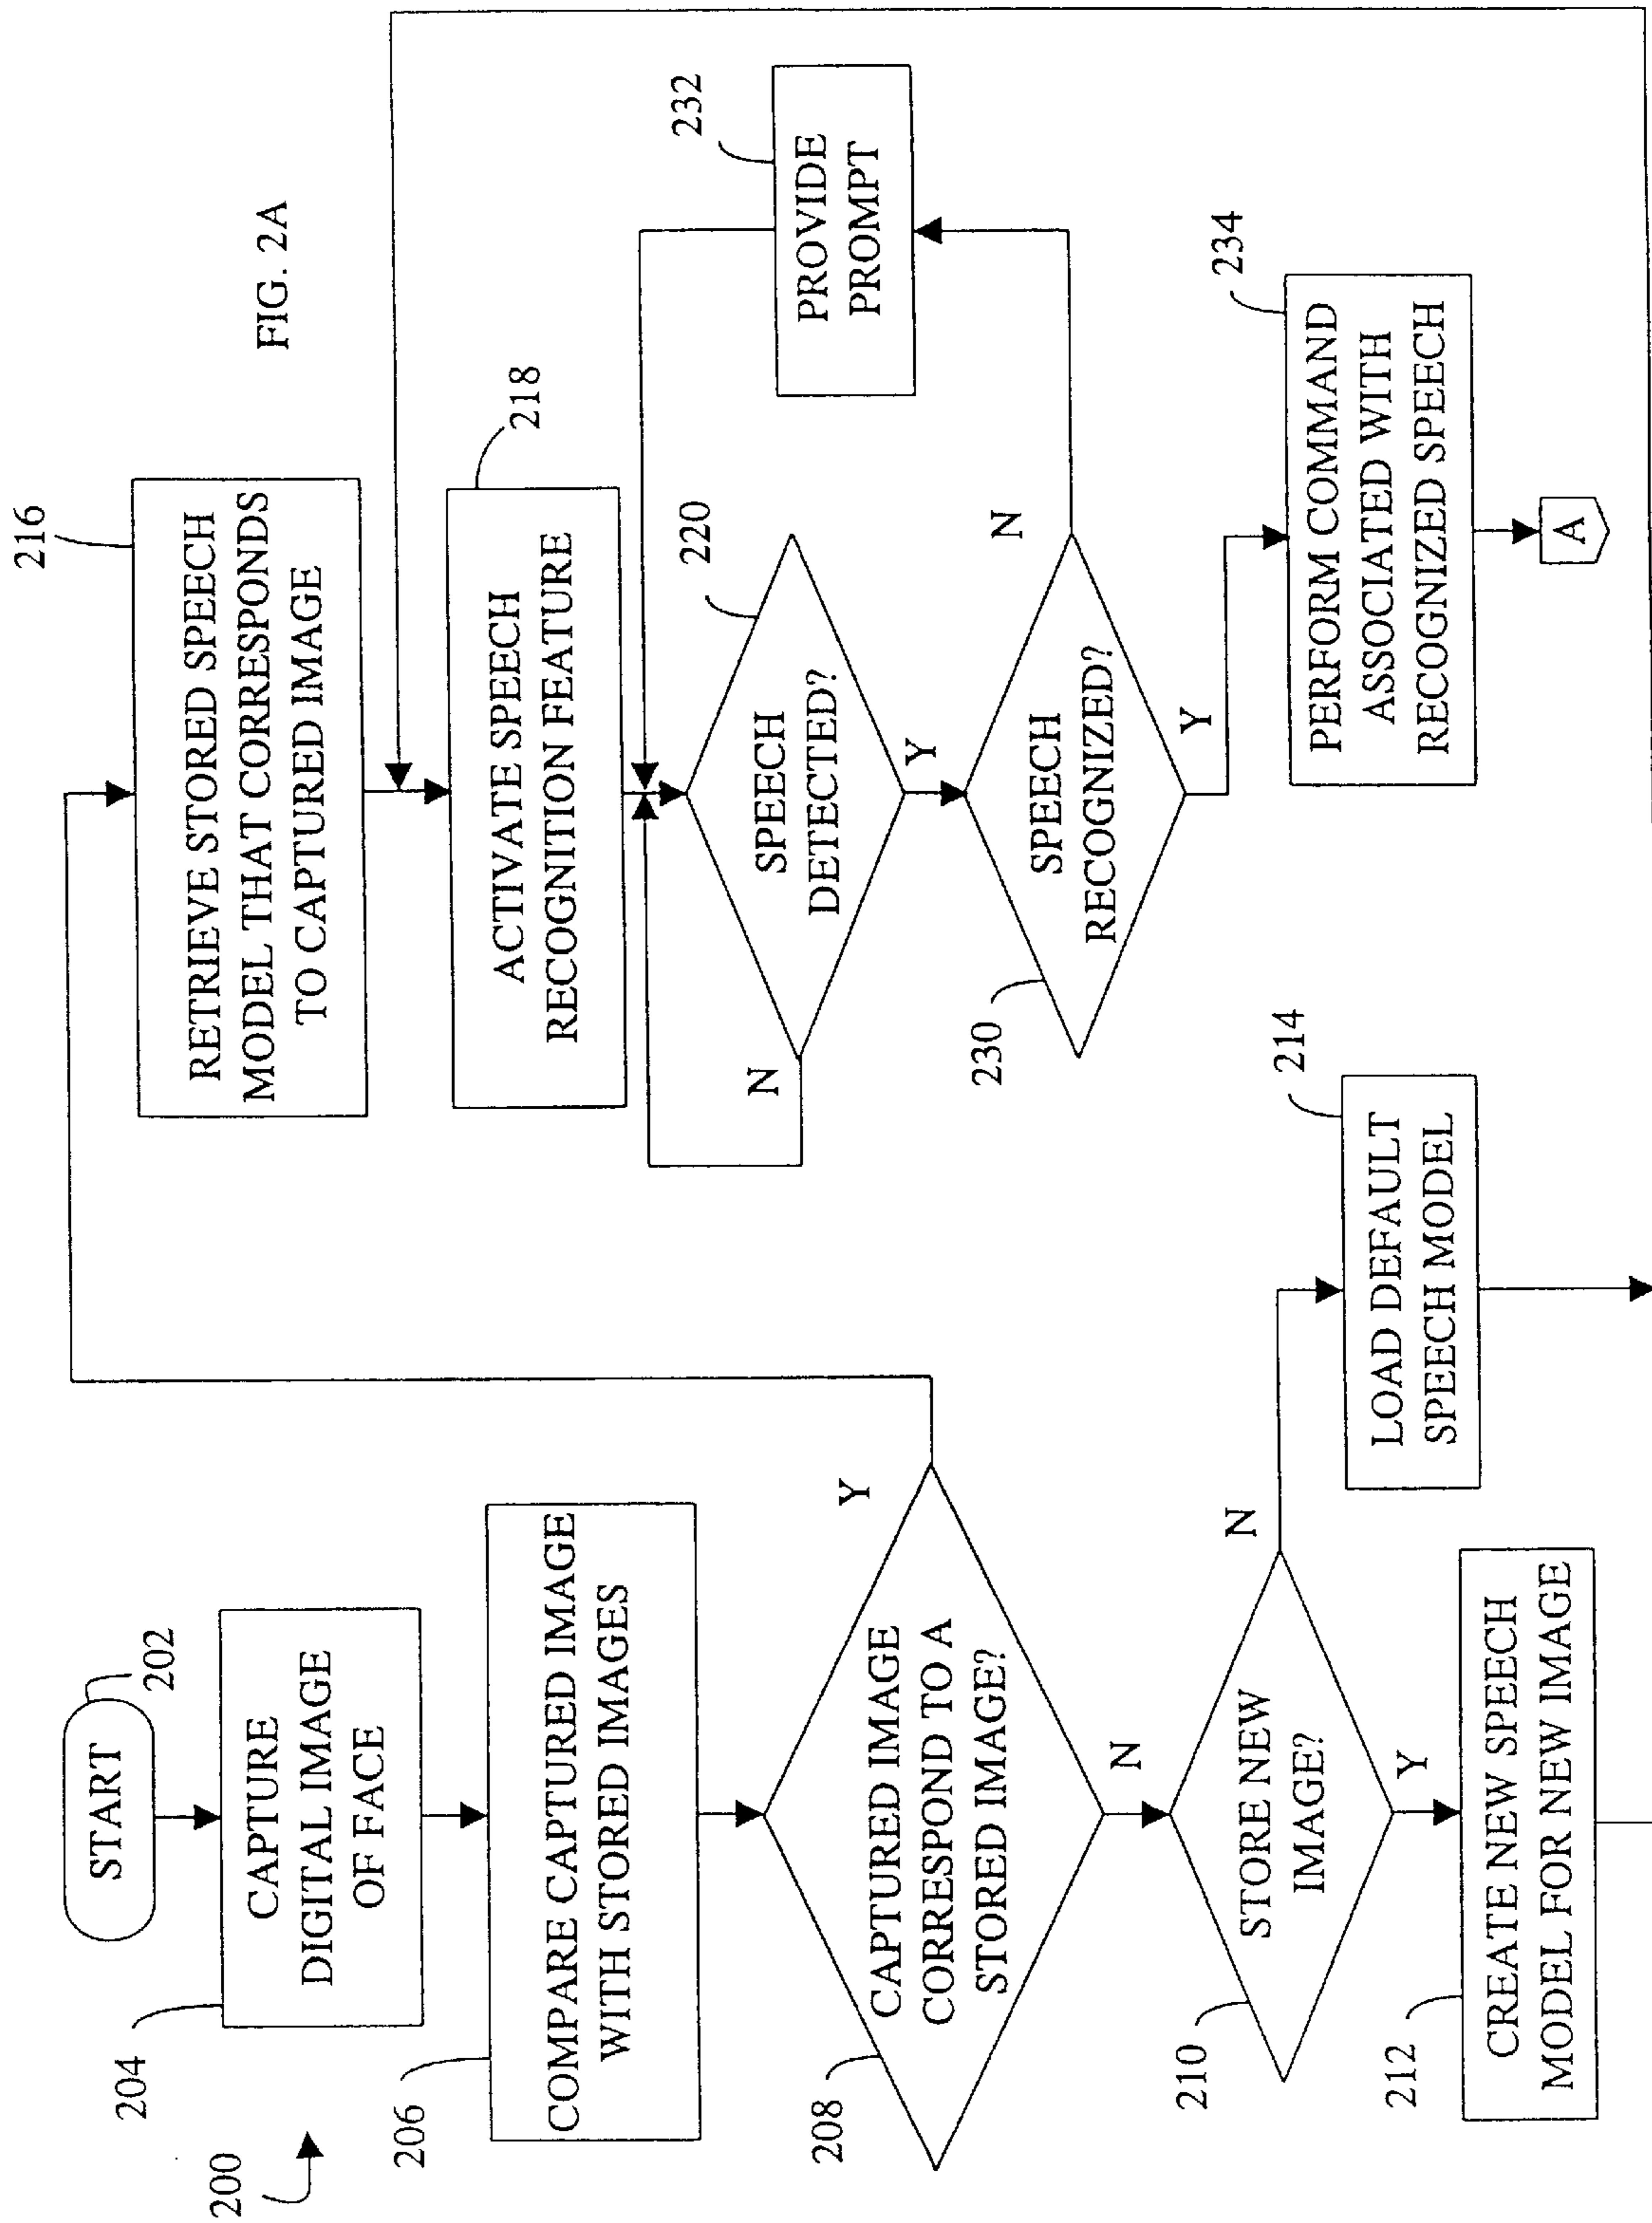 FIG. 2A
200
START
202
204
CAPTURE
DIGITAL IMAGE
OF FACE
206
COMPARE CAPTURED IMAGE
WITH STORED IMAGES
208
CAPTURED IMAGE
CORRESPOND TO A
STORED IMAGE?
Y
N
210
STORE NEW
IMAGE?
N
Y
212
CREATE NEW SPEECH
MODEL FOR NEW IMAGE
214
LOAD DEFAULT
SPEECH MODEL
216
RETRIEVE STORED SPEECH
MODEL THAT CORRESPONDS
TO CAPTURED IMAGE
218
ACTIVATE SPEECH
RECOGNITION FEATURE
220
SPEECH
DETECTED?
N
Y
230
SPEECH
RECOGNIZED?
N
Y
232
PROVIDE
PROMPT
234
PERFORM COMMAND
ASSOCIATED WITH
RECOGNIZED SPEECH
A